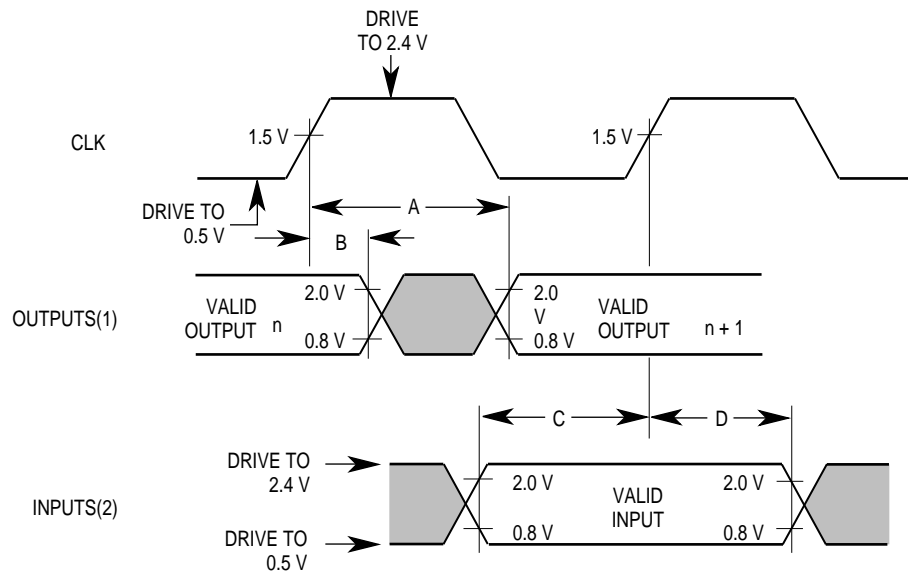 DRIVE
TO 2.4 V
CLK
1.5 V
1.5 V
DRIVE TO
0.5 V
A
B
OUTPUTS(1)
VALID
OUTPUT n
2.0 V
0.8 V
2.0
V
0.8 V
VALID
OUTPUT n + 1
C
D
INPUTS(2)
DRIVE TO
2.4 V
DRIVE TO
0.5 V
2.0 V
0.8 V
VALID
INPUT
2.0 V
0.8 V